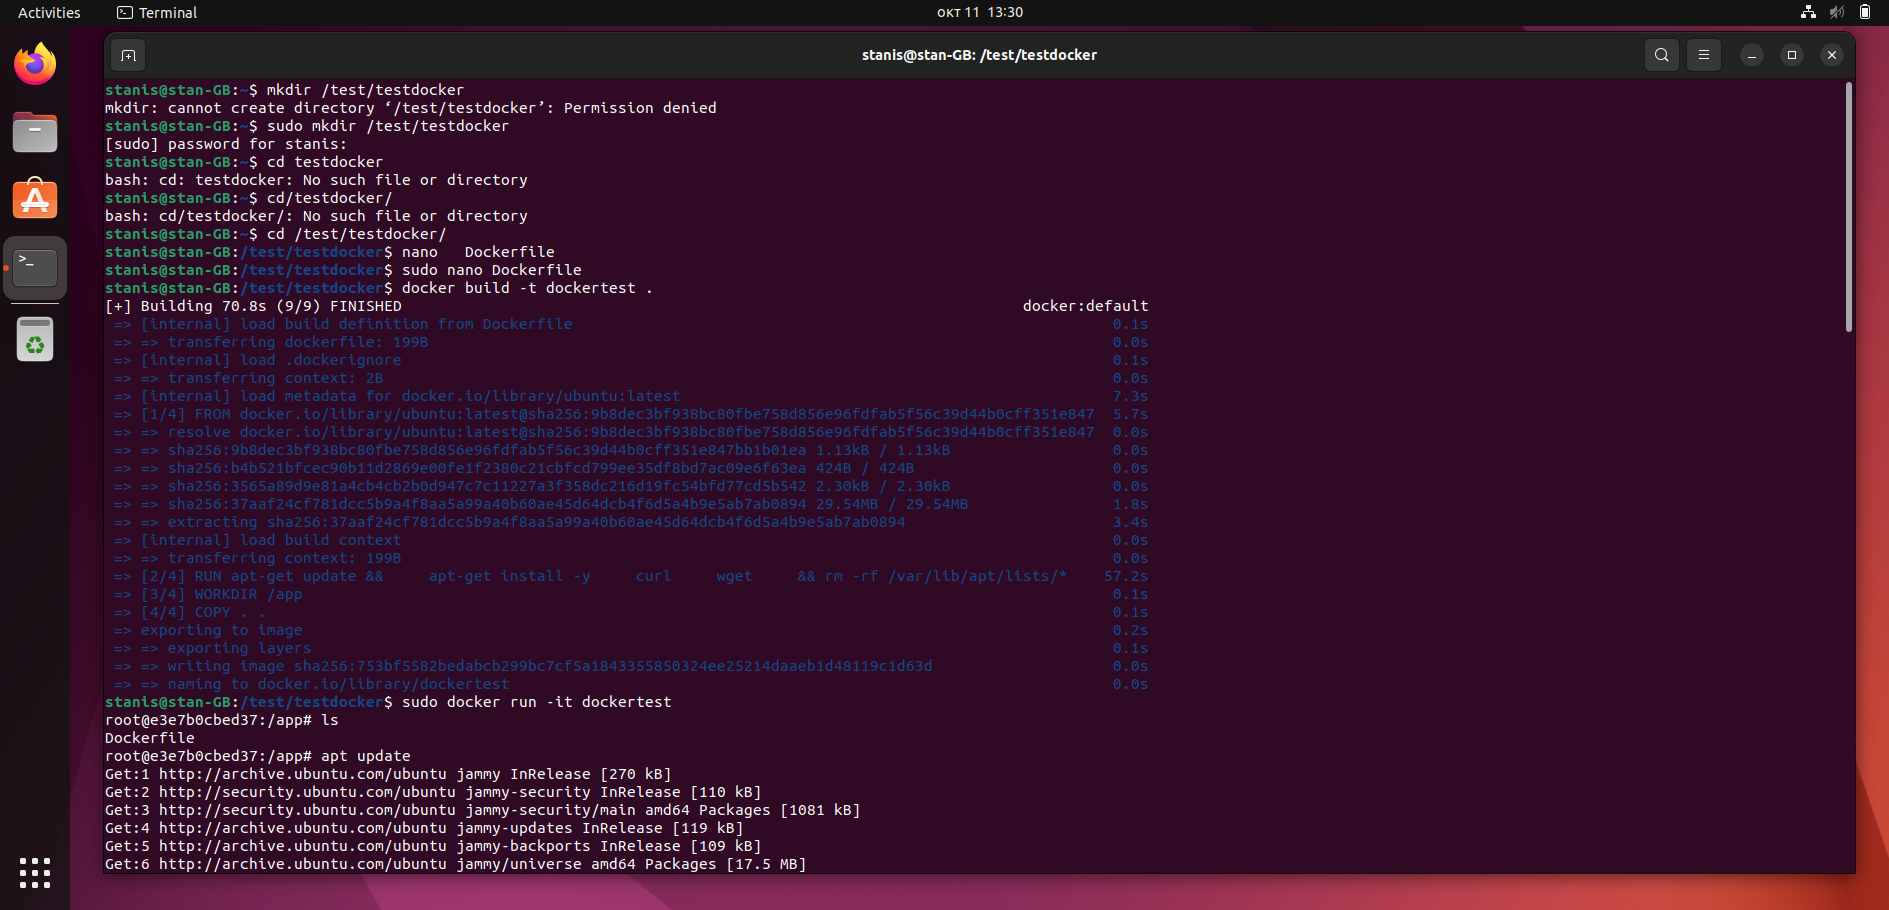 Activities
Terminal
окт 11 13:30
stanis@stan-GB: /test/testdocker
stanis@stan-GB:~$ mkdir /test/testdocker
mkdir: cannot create directory ‘/test/testdocker’: Permission denied
stanis@stan-GB:~$ sudo mkdir /test/testdocker
[sudo] password for stanis:
stanis@stan-GB:~$ cd testdocker
bash: cd: testdocker: No such file or directory
stanis@stan-GB:~$ cd/testdocker/
bash: cd/testdocker/: No such file or directory
stanis@stan-GB:~$ cd /test/testdocker/
stanis@stan-GB:/test/testdocker$ nano   Dockerfile
stanis@stan-GB:/test/testdocker$ sudo nano Dockerfile
stanis@stan-GB:/test/testdocker$ docker build -t dockertest .
[+] Building 70.8s (9/9) FINISHED docker:default
=> [internal] load build definition from Dockerfile 0.1s
=> => transferring dockerfile: 199B 0.0s
=> [internal] load .dockerignore 0.1s
=> => transferring context: 2B 0.0s
=> [internal] load metadata for docker.io/library/ubuntu:latest 7.3s
=> [1/4] FROM docker.io/library/ubuntu:latest@sha256:9b8dec3bf938bc80fbe758d856e96fdfab5f56c39d44b0cff351e847 5.7s
=> => resolve docker.io/library/ubuntu:latest@sha256:9b8dec3bf938bc80fbe758d856e96fdfab5f56c39d44b0cff351e847 0.0s
=> => sha256:9b8dec3bf938bc80fbe758d856e96fdfab5f56c39d44b0cff351e847bb1b01ea 1.13kB / 1.13kB 0.0s
=> => sha256:b4b521bfcec90b11d2869e00fe1f2380c21cbfcd799ee35df8bd7ac09e6f63ea 424B / 424B 0.0s
=> => sha256:3565a89d9e81a4cb4cb2b0d947c7c11227a3f358dc216d19fc54bfd77cd5b542 2.30kB / 2.30kB 0.0s
=> => sha256:37aaf24cf781dcc5b9a4f8aa5a99a40b60ae45d64dcb4f6d5a4b9e5ab7ab0894 29.54MB / 29.54MB 1.8s
=> => extracting sha256:37aaf24cf781dcc5b9a4f8aa5a99a40b60ae45d64dcb4f6d5a4b9e5ab7ab0894 3.4s
=> [internal] load build context 0.0s
=> => transferring context: 199B 0.0s
=> [2/4] RUN apt-get update &&     apt-get install -y     curl     wget     && rm -rf /var/lib/apt/lists/* 57.2s
=> [3/4] WORKDIR /app 0.1s
=> [4/4] COPY . . 0.1s
=> exporting to image 0.2s
=> => exporting layers 0.1s
=> => writing image sha256:753bf5582bedabcb299bc7cf5a1843355850324ee25214daaeb1d48119c1d63d 0.0s
=> => naming to docker.io/library/dockertest 0.0s
stanis@stan-GB:/test/testdocker$ sudo docker run -it dockertest
root@e3e7b0cbed37:/app# ls
Dockerfile
root@e3e7b0cbed37:/app# apt update
Get:1 http://archive.ubuntu.com/ubuntu jammy InRelease [270 kB]
Get:2 http://security.ubuntu.com/ubuntu jammy-security InRelease [110 kB]
Get:3 http://security.ubuntu.com/ubuntu jammy-security/main amd64 Packages [1081 kB]
Get:4 http://archive.ubuntu.com/ubuntu jammy-updates InRelease [119 kB]
Get:5 http://archive.ubuntu.com/ubuntu jammy-backports InRelease [109 kB]
Get:6 http://archive.ubuntu.com/ubuntu jammy/universe amd64 Packages [17.5 MB]